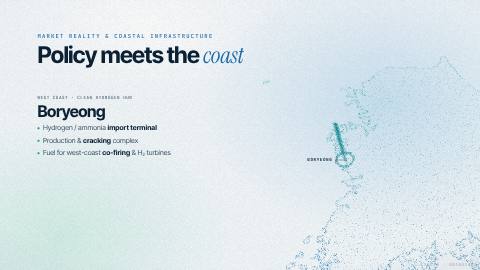 MARKET REALITY & COASTAL INFRASTRUCTURE
Policy meets the coast
WEST COAST · CLEAN HYDROGEN HUB
Boryeong
• Hydrogen / ammonia import terminal
• Production & cracking complex
• Fuel for west-coast co-firing & H₂ turbines
BORYEONG